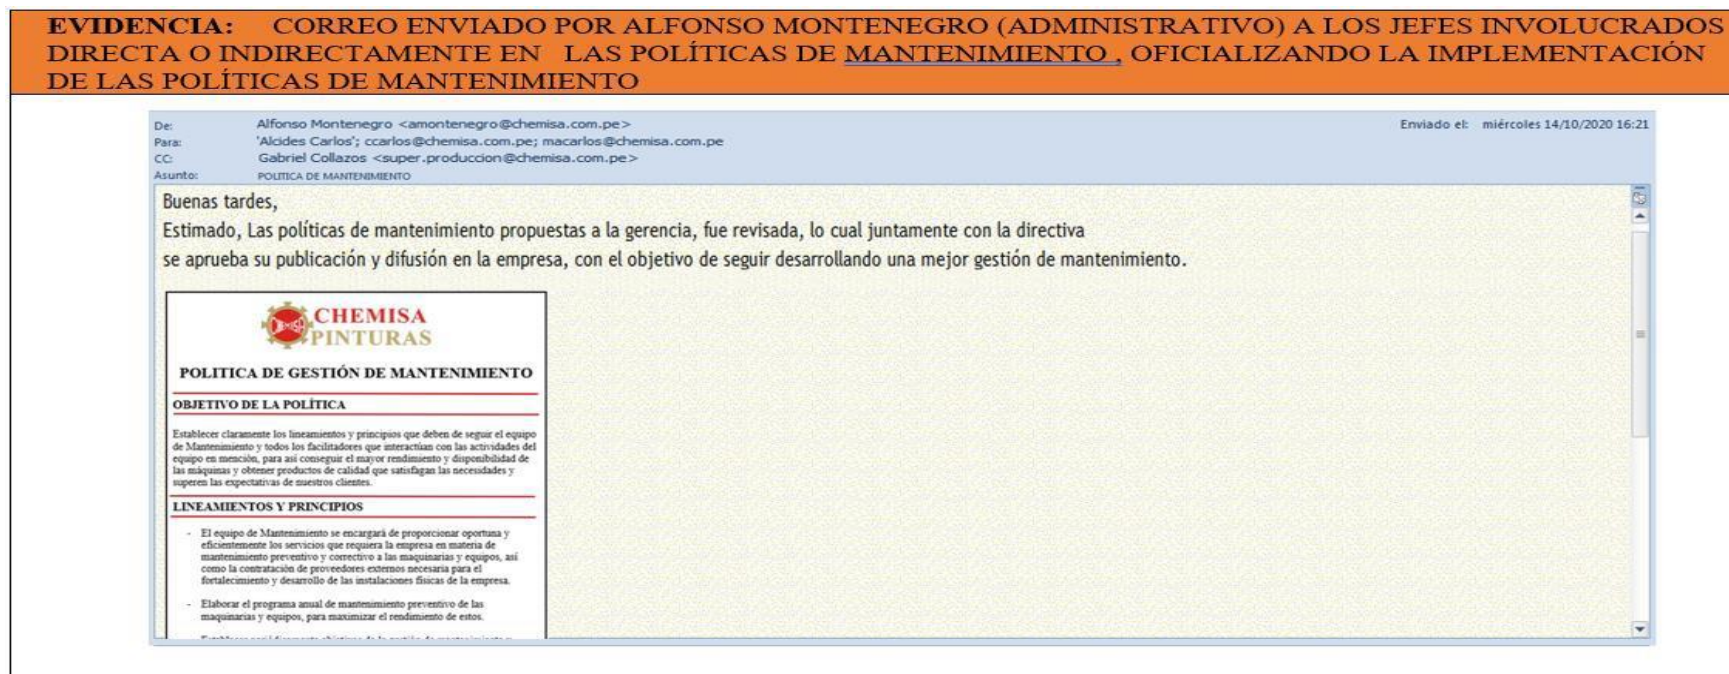 EVIDENCIA: CORREO ENVIADO POR ALFONSO MONTENEGRO (ADMINISTRATIVO) A LOS JEFES INVOLUCRADOS
DIRECTA O INDIRECTAMENTE EN LAS POLÍTICAS DE MANTENIMIENTO , OFICIALIZANDO LA IMPLEMENTACIÓN
DE LAS POLÍTICAS DE MANTENIMIENTO
De: Alfonso Montenegro <amontenegro@chemisa.com.pe> Enviado el: miércoles 14/10/2020 16:21
Para: 'Alcides Carlos'; ccarlos@chemisa.com.pe; macarlos@chemisa.com.pe
CC: Gabriel Collazos <super.produccion@chemisa.com.pe>
Asunto: POLITICA DE MANTENIMIENTO
Buenas tardes,
Estimado, Las políticas de mantenimiento propuestas a la gerencia, fue revisada, lo cual juntamente con la directiva
se aprueba su publicación y difusión en la empresa, con el objetivo de seguir desarrollando una mejor gestión de mantenimiento.
CHEMISA
CHEMISA
PINTURAS
POLITICA DE GESTIÓN DE MANTENIMIENTO
OBJETIVO DE LA POLÍTICA
Establecer claramente los lineamientos y principios que deben de seguir el equipo
de Mantenimiento y todos los facilitadores que interactúan con las actividades del
equipo en mención, para así conseguir el mayor rendimiento y disponibilidad de
las máquinas y obtener productos de calidad que satisfagan las necesidades y
superen las expectativas de nuestros clientes.
LINEAMIENTOS Y PRINCIPIOS
- El equipo de Mantenimiento se encargará de proporcionar oportuna y
eficientemente los servicios que requiera la empresa en materia de
mantenimiento preventivo y correctivo a las maquinarias y equipos, así
como la contratación de proveedores externos necesaria para el
fortalecimiento y desarrollo de las instalaciones físicas de la empresa.
- Elaborar el programa anual de mantenimiento preventivo de las
maquinarias y equipos, para maximizar el rendimiento de estos.